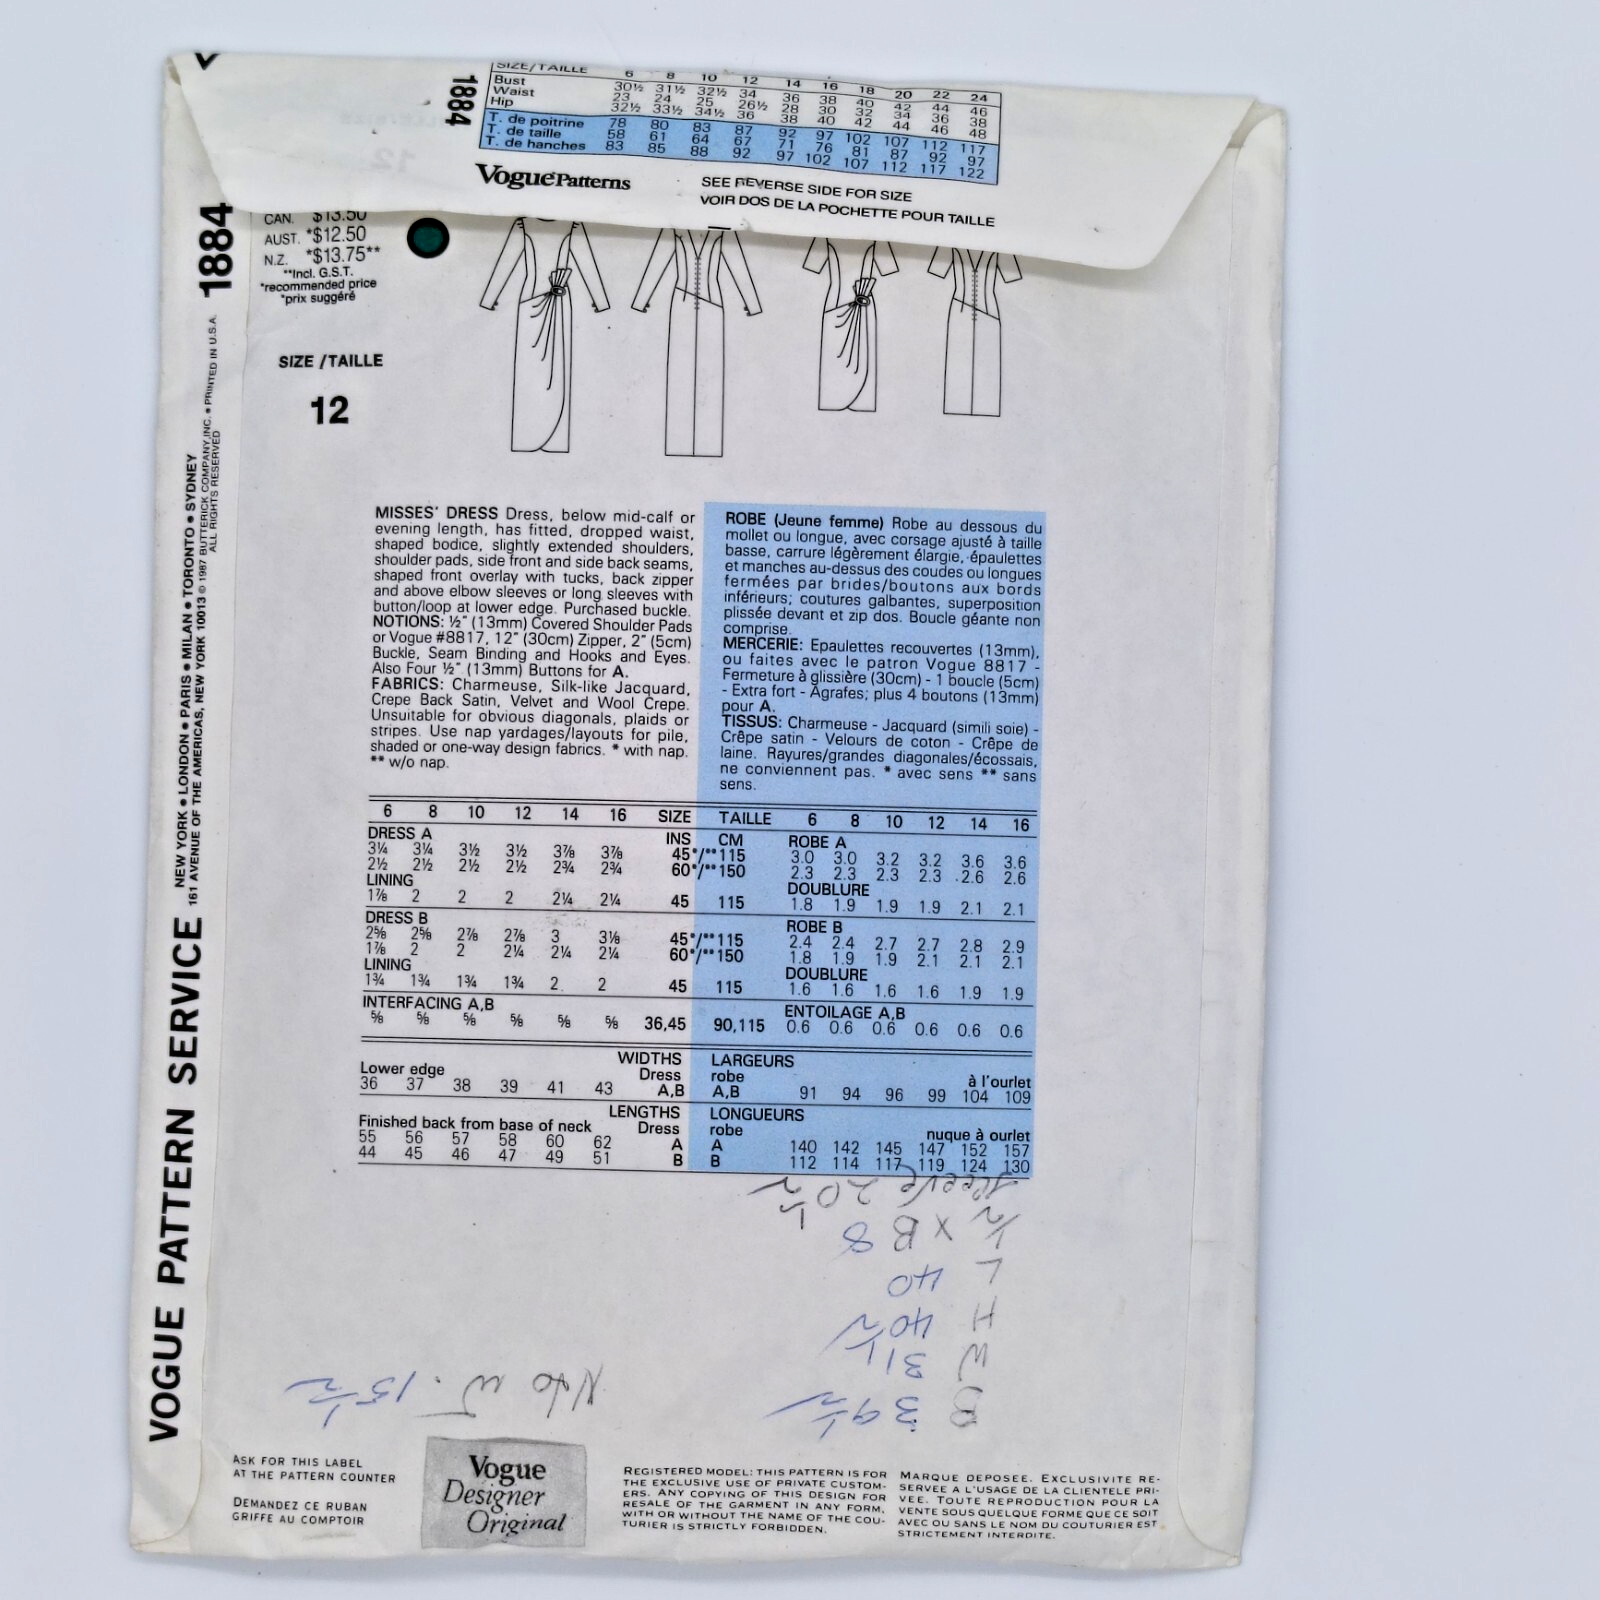 1884
SIZE/TAILLE 6 8 10 12 14 16 18 20 22 24
Bust 30½ 31½ 32½ 34 36 38 40 42 44 46
Waist 23 24 25 26½ 28 30 32 34 36 38
Hip 32½ 33½ 34½ 36 38 40 42 44 46 48
T. de poitrine 78 80 83 87 92 97 102 107 112 117
T. de taille 58 61 64 67 71 76 81 87 92 97
T. de hanches 83 85 88 92 97 102 107 112 117 122
Vogue Patterns
SEE REVERSE SIDE FOR SIZE
VOIR DOS DE LA POCHETTE POUR TAILLE
CAN. $13.50
AUST. *$12.50
N.Z. *$13.75**
**Incl. G.S.T.
*recommended price
*prix suggéré
SIZE /TAILLE
12
VOGUE PATTERN SERVICE
NEW YORK • LONDON • PARIS • MILAN • TORONTO • SYDNEY
161 AVENUE OF THE AMERICAS, NEW YORK 10013 © 1987 BUTTERICK COMPANY, INC. • PRINTED IN U.S.A.
ALL RIGHTS RESERVED
1884
MISSES' DRESS Dress, below mid-calf or
evening length, has fitted, dropped waist,
shaped bodice, slightly extended shoulders,
shoulder pads, side front and side back seams,
shaped front overlay with tucks, back zipper
and above elbow sleeves or long sleeves with
button/loop at lower edge. Purchased buckle.
NOTIONS: ½" (13mm) Covered Shoulder Pads
or Vogue #8817, 12" (30cm) Zipper, 2" (5cm)
Buckle, Seam Binding and Hooks and Eyes.
Also Four ½" (13mm) Buttons for A.
FABRICS: Charmeuse, Silk-like Jacquard,
Crepe Back Satin, Velvet and Wool Crepe.
Unsuitable for obvious diagonals, plaids or
stripes. Use nap yardages/layouts for pile,
shaded or one-way design fabrics. * with nap.
** w/o nap.
ROBE (Jeune femme) Robe au dessous du
mollet ou longue, avec corsage ajusté à taille
basse, carrure légèrement élargie, épaulettes
et manches au-dessus des coudes ou longues
fermées par brides/boutons aux bords
inférieurs; coutures galbantes, superposition
plissée devant et zip dos. Boucle géante non
comprise.
MERCERIE: Epaulettes recouvertes (13mm),
ou faites avec le patron Vogue 8817 -
Fermeture à glissière (30cm) - 1 boucle (5cm)
- Extra fort - Agrafes; plus 4 boutons (13mm)
pour A.
TISSUS: Charmeuse - Jacquard (simili soie) -
Crêpe satin - Velours de coton - Crêpe de
laine. Rayures/grandes diagonales/écossais,
ne conviennent pas. * avec sens ** sans
sens.
6 8 10 12 14 16 SIZE TAILLE 6 8 10 12 14 16
DRESS A INS CM ROBE A
3¼ 3¼ 3½ 3½ 3⅞ 3⅞ 45*/** 115 3.0 3.0 3.2 3.2 3.6 3.6
2½ 2½ 2½ 2½ 2¾ 2¾ 60*/** 150 2.3 2.3 2.3 2.3 2.6 2.6
LINING DOUBLURE
1⅞ 2 2 2 2¼ 2¼ 45 115 1.8 1.9 1.9 1.9 2.1 2.1
DRESS B ROBE B
2⅝ 2⅝ 2⅞ 2⅞ 3 3⅛ 45*/** 115 2.4 2.4 2.7 2.7 2.8 2.9
1⅞ 2 2 2¼ 2¼ 2¼ 60*/** 150 1.8 1.9 1.9 2.1 2.1 2.1
LINING DOUBLURE
1¾ 1¾ 1¾ 1¾ 2 2 45 115 1.6 1.6 1.6 1.6 1.9 1.9
INTERFACING A,B ENTOILAGE A,B
⅝ ⅝ ⅝ ⅝ ⅝ ⅝ 36,45 90,115 0.6 0.6 0.6 0.6 0.6 0.6
WIDTHS LARGEURS
Lower edge Dress robe à l'ourlet
36 37 38 39 41 43 A,B A,B 91 94 96 99 104 109
LENGTHS LONGUEURS
Finished back from base of neck Dress robe nuque à ourlet
55 56 57 58 60 62 A A 140 142 145 147 152 157
44 45 46 47 49 51 B B 112 114 117 119 124 130
B 39½
W 31½
H 40½
L 40
½ x B 8
sleeve 20½
N to W. 15½
ASK FOR THIS LABEL
AT THE PATTERN COUNTER
DEMANDEZ CE RUBAN
GRIFFE AU COMPTOIR
Vogue
Designer
Original
REGISTERED MODEL: THIS PATTERN IS FOR
THE EXCLUSIVE USE OF PRIVATE CUSTOM-
ERS. ANY COPYING OF THIS DESIGN FOR
RESALE OF THE GARMENT IN ANY FORM,
WITH OR WITHOUT THE NAME OF THE COU-
TURIER IS STRICTLY FORBIDDEN.
MARQUE DEPOSEE. EXCLUSIVITE RE-
SERVEE A L'USAGE DE LA CLIENTELE PRI-
VEE. TOUTE REPRODUCTION POUR LA
VENTE SOUS QUELQUE FORME QUE CE SOIT
AVEC OU SANS LE NOM DU COUTURIER EST
STRICTEMENT INTERDITE.